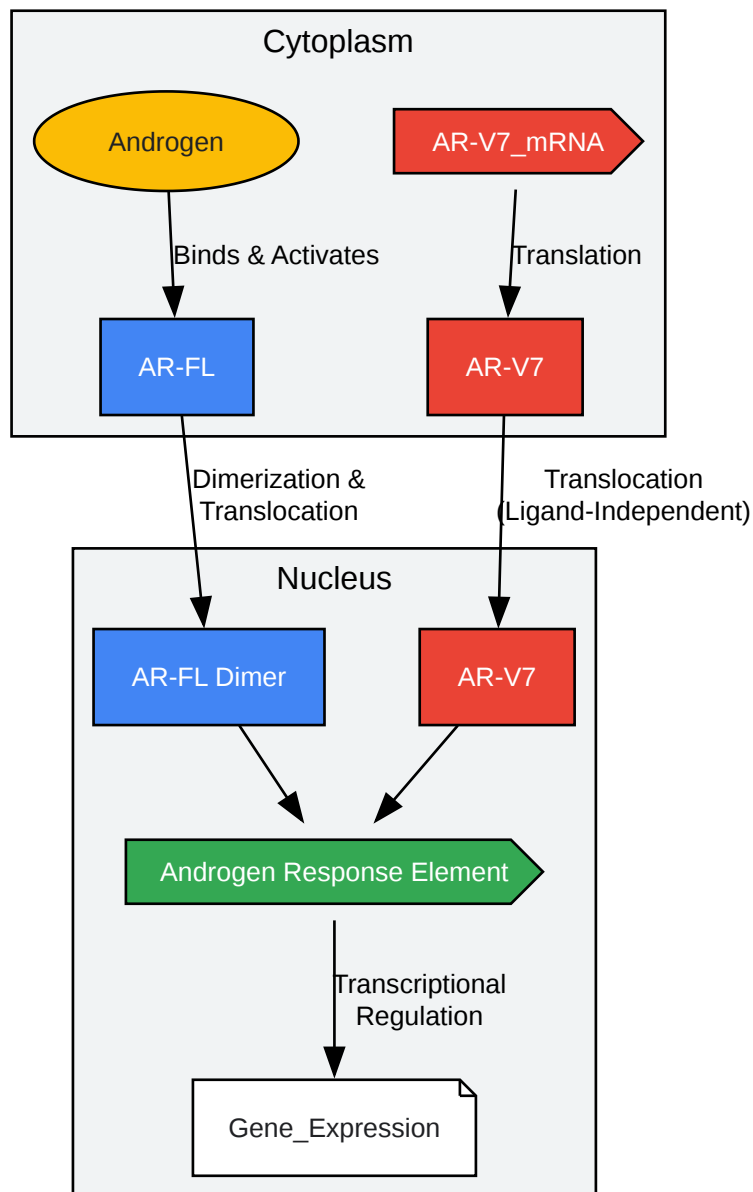 Cytoplasm
Androgen
AR-V7_mRNA
Binds & Activates
Translation
AR-FL
AR-V7
Dimerization &
Translocation
Translocation
(Ligand-Independent)
Nucleus
AR-FL Dimer
AR-V7
Androgen Response Element
Transcriptional
Regulation
Gene_Expression